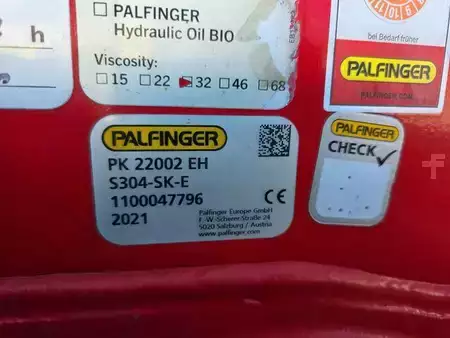 h
PALFINGER
Hydraulic Oil BIO
Viscosity:
15 22 32 46 68
bei Bedarf früher
PALFINGER
PALFINGER.COM
PALFINGER
CHECK
PALFINGER
PK 22002 EH
S304-SK-E
1100047796
2021
CE
Palfinger Europe GmbH
F.-W.-Scherer-Straße 24
5020 Salzburg / Austria
www.palfinger.com